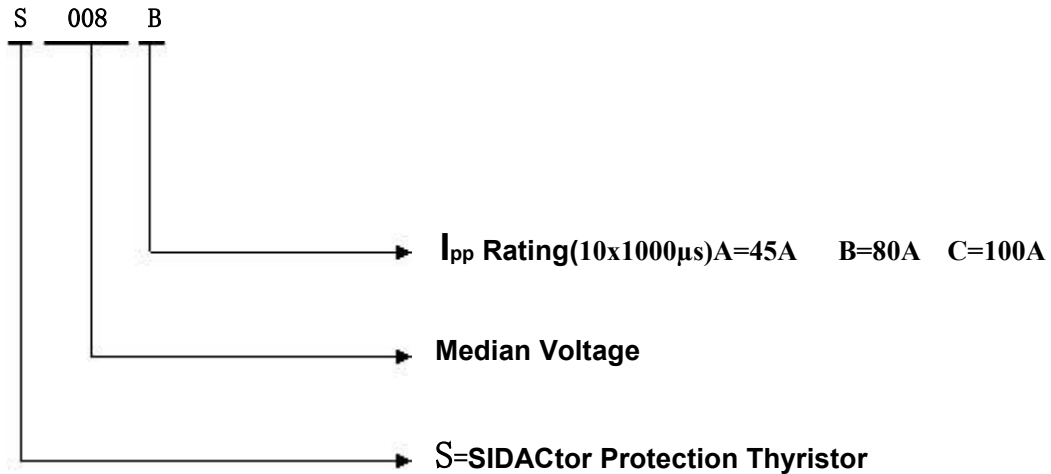 S 008 B
Ipp Rating(10x1000μs)A=45A B=80A C=100A
Median Voltage
S=SIDACtor Protection Thyristor